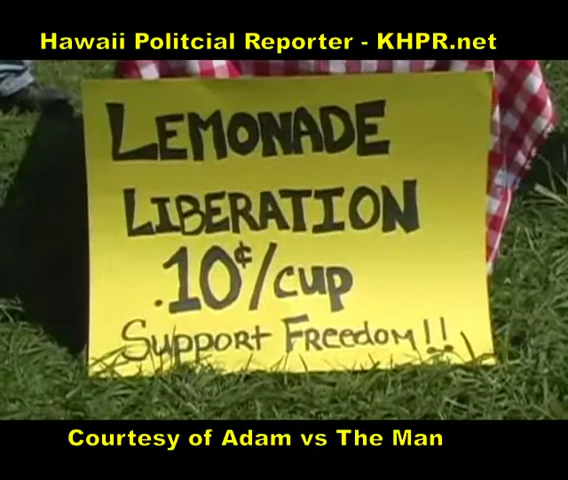 Hawaii Politcial Reporter - KHPR.net
LEMONADE
LIBERATION
.10¢/cup
Support Freedom!!
Courtesy of Adam vs The Man